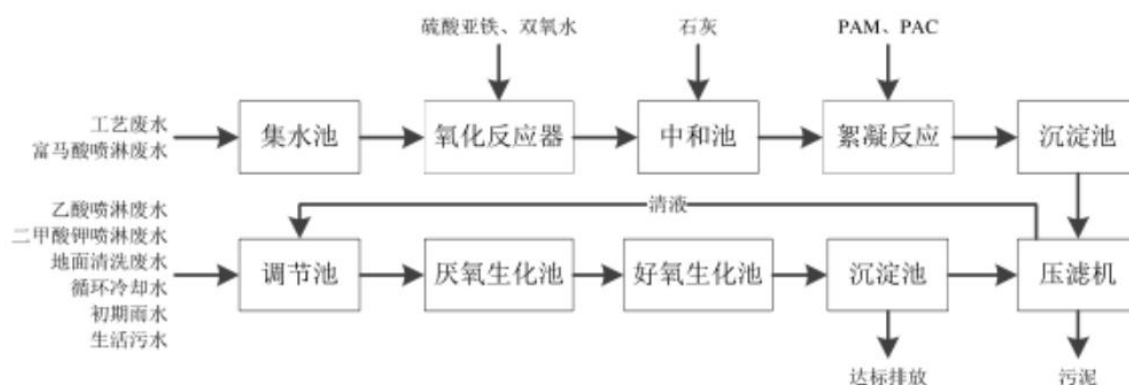 硫酸亚铁、双氧水
石灰
PAM、PAC
工艺废水
富马酸喷淋废水
集水池
氧化反应器
中和池
絮凝反应
沉淀池
清液
乙酸喷淋废水
二甲酸钾喷淋废水
地面清洗废水
循环冷却水
初期雨水
生活污水
调节池
厌氧生化池
好氧生化池
沉淀池
压滤机
达标排放
污泥